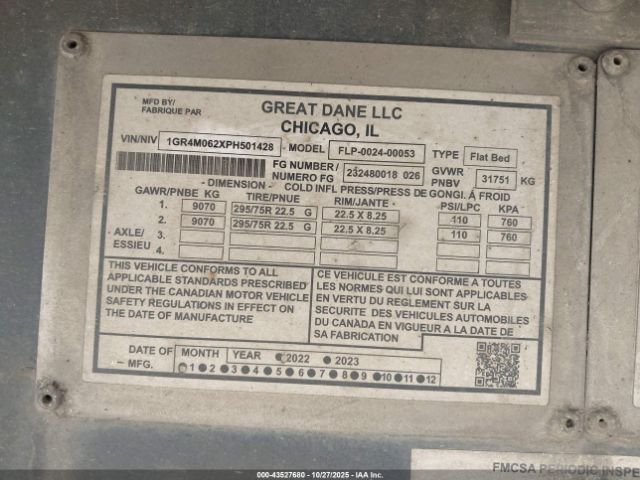 MFD BY/
FABRIQUE PAR
GREAT DANE LLC
CHICAGO, IL
VIN/NIV 1GR4M062XPH501428 MODEL FLP-0024-00053 TYPE Flat Bed
FG NUMBER/ NUMERO FG 232480018 026 GVWR PNBV 31751 KG
- DIMENSION - COLD INFL PRESS/PRESS DE GONGL À FROID
GAWR/PNBE KG TIRE/PNUE RIM/JANTE PSI/LPC KPA
AXLE/
ESSIEU
1. 9070 295/75R 22.5 G 22.5 X 8.25 110 760
2. 9070 295/75R 22.5 G 22.5 X 8.25 110 760
3.
4.
THIS VEHICLE CONFORMS TO ALL
APPLICABLE STANDARDS PRESCRIBED
UNDER THE CANADIAN MOTOR VEHICLE
SAFETY REGULATIONS IN EFFECT ON
THE DATE OF MANUFACTURE
CE VEHICULE EST CONFORME A TOUTES
LES NORMES QUI LUI SONT APPLICABLES
EN VERTU DU REGLEMENT SUR LA
SECURITE DES VEHICULES AUTOMOBILES
DU CANADA EN VIGUEUR A LA DATE DE
SA FABRICATION
DATE OF
MFG.
MONTH YEAR 2022 2023
1 2 3 4 5 6 7 8 9 10 11 12
FMCSA PERIODIC INSPE
000-43527680 10/27/2025 IAA Inc.